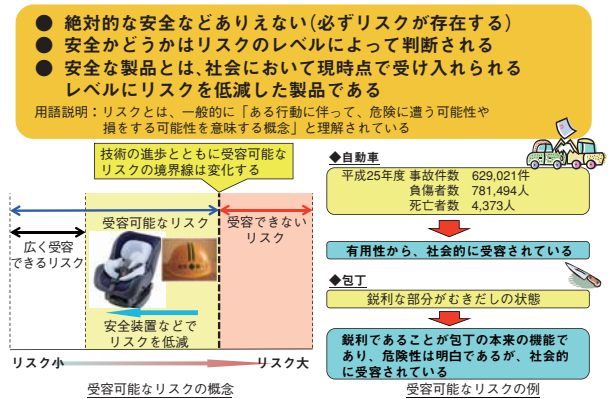 ● 絶対的な安全などありえない(必ずリスクが存在する)
● 安全かどうかはリスクのレベルによって判断される
● 安全な製品とは、社会において現時点で受け入れられる
レベルにリスクを低減した製品である
用語説明：リスクとは、一般的に「ある行動に伴って、危険に遭う可能性や
損をする可能性を意味する概念」と理解されている
技術の進歩とともに受容可能な
リスクの境界線は変化する
受容可能なリスク
受容できない
リスク
広く受容
できるリスク
安全装置などで
リスクを低減
リスク小
リスク大
受容可能なリスクの概念
◆自動車
平成25年度 事故件数 629,021件
負傷者数 781,494人
死亡者数 4,373人
有用性から、社会的に受容されている
◆包丁
鋭利な部分がむきだしの状態
鋭利であることが包丁の本来の機能で
あり、危険性は明白であるが、社会的
に受容されている
受容可能なリスクの例